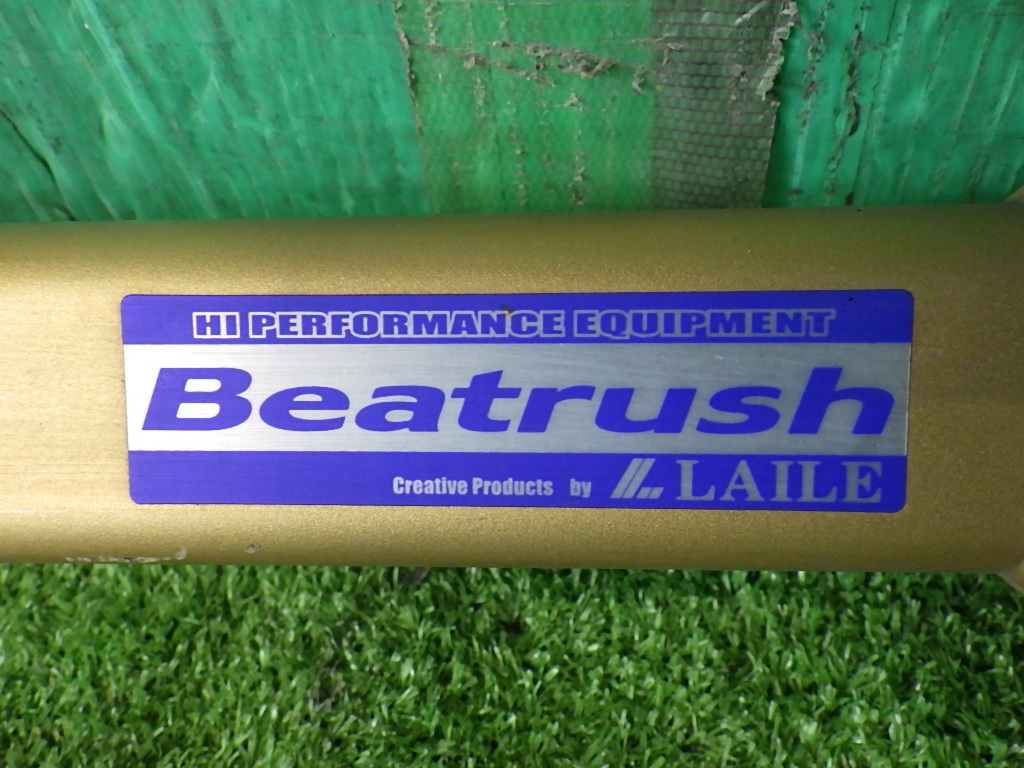 HI PERFORMANCE EQUIPMENT
Beatrush
Creative Products by LAILE